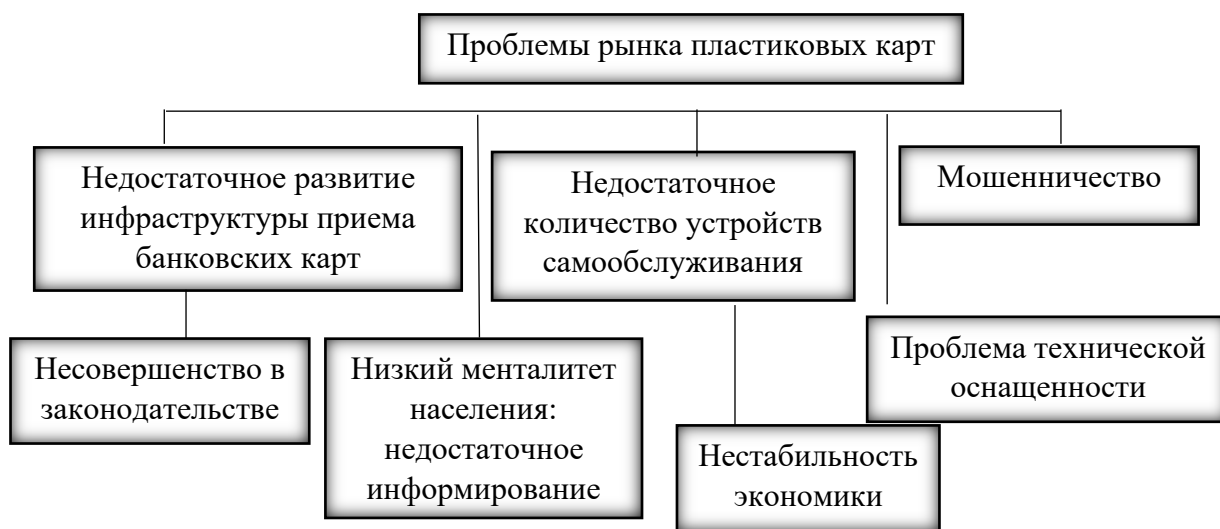 Проблемы рынка пластиковых карт
Недостаточное развитие
инфраструктуры приема
банковских карт
Недостаточное
количество устройств
самообслуживания
Мошенничество
Несовершенство в
законодательстве
Низкий менталитет
населения:
недостаточное
информирование
Нестабильность
экономики
Проблема технической
оснащенности